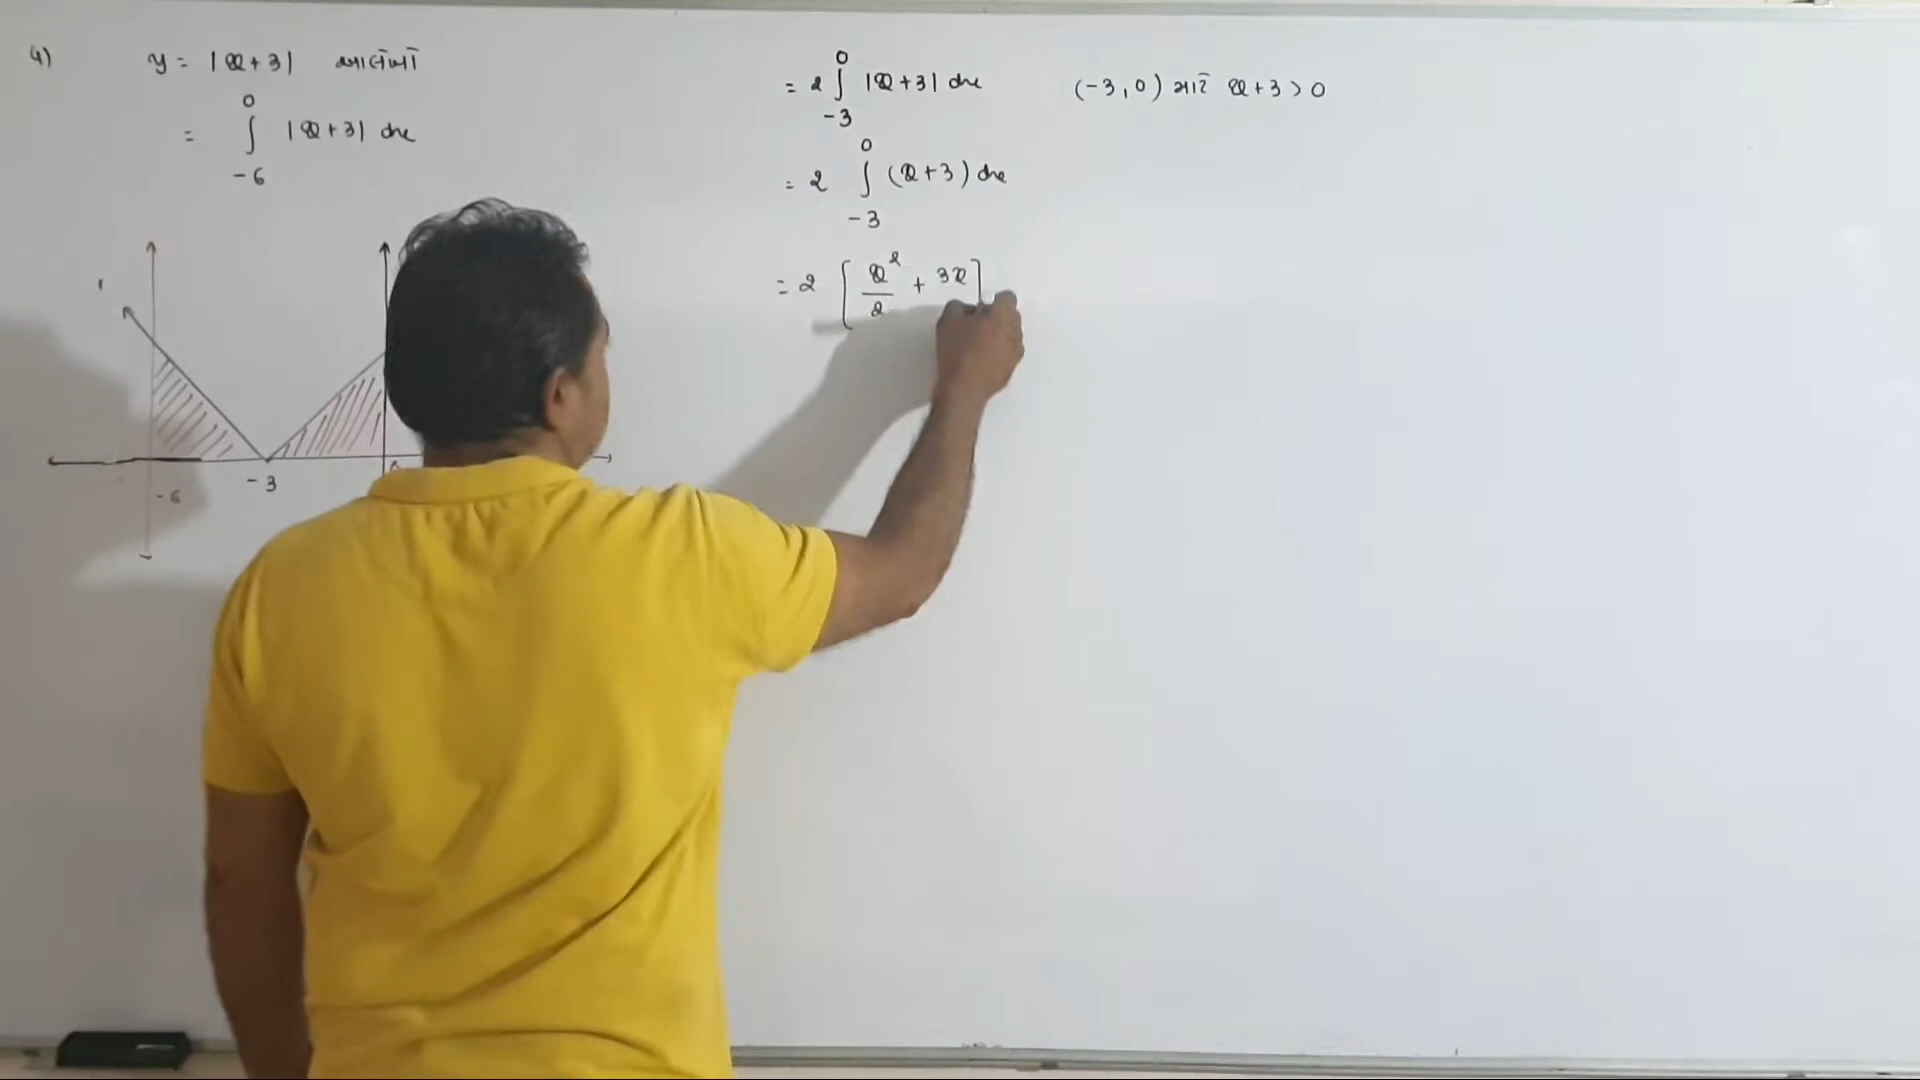 4) y = |x+3| આલેખો
= ∫_{-6}^{0} |x+3| dx
-6 -3 0
= 2 ∫_{-3}^{0} |x+3| dx (-3,0) માટે x+3>0
= 2 ∫_{-3}^{0} (x+3) dx
= 2 [ x²/2 + 3x ]